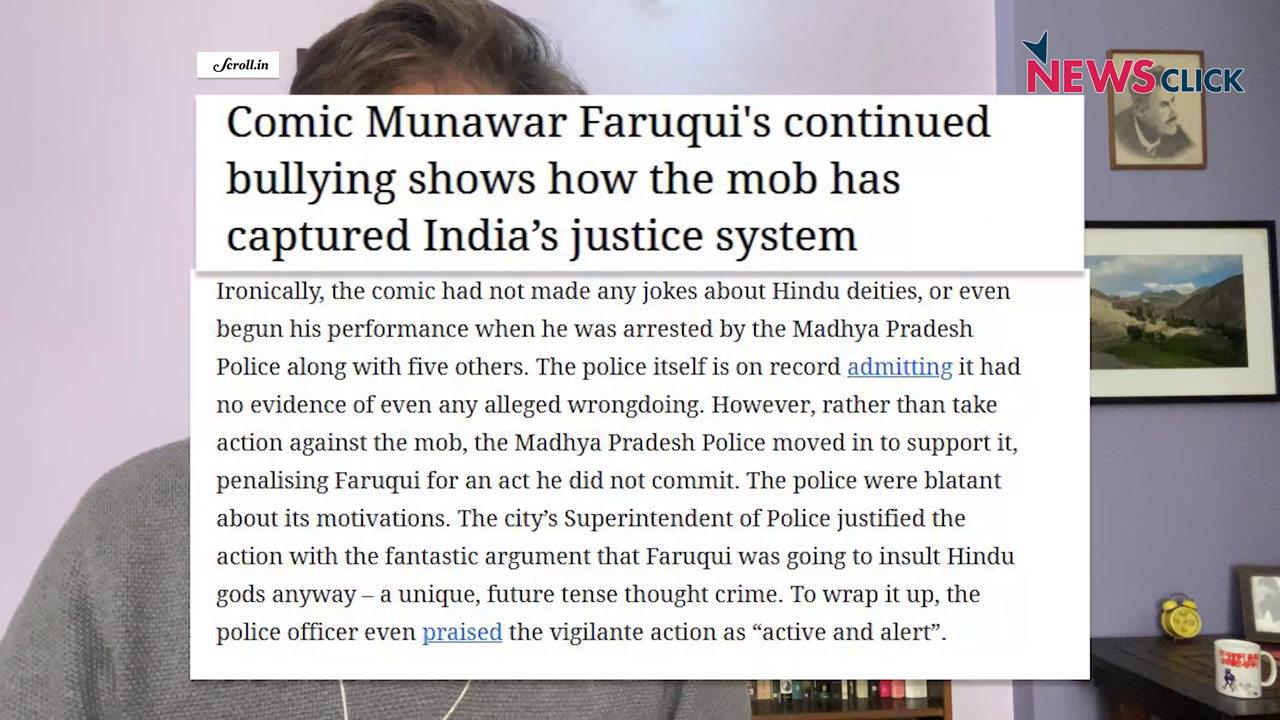 Scroll.in
NEWSCLICK
Comic Munawar Faruqui's continued
bullying shows how the mob has
captured India’s justice system
Ironically, the comic had not made any jokes about Hindu deities, or even
begun his performance when he was arrested by the Madhya Pradesh
Police along with five others. The police itself is on record admitting it had
no evidence of even any alleged wrongdoing. However, rather than take
action against the mob, the Madhya Pradesh Police moved in to support it,
penalising Faruqui for an act he did not commit. The police were blatant
about its motivations. The city’s Superintendent of Police justified the
action with the fantastic argument that Faruqui was going to insult Hindu
gods anyway – a unique, future tense thought crime. To wrap it up, the
police officer even praised the vigilante action as “active and alert”.